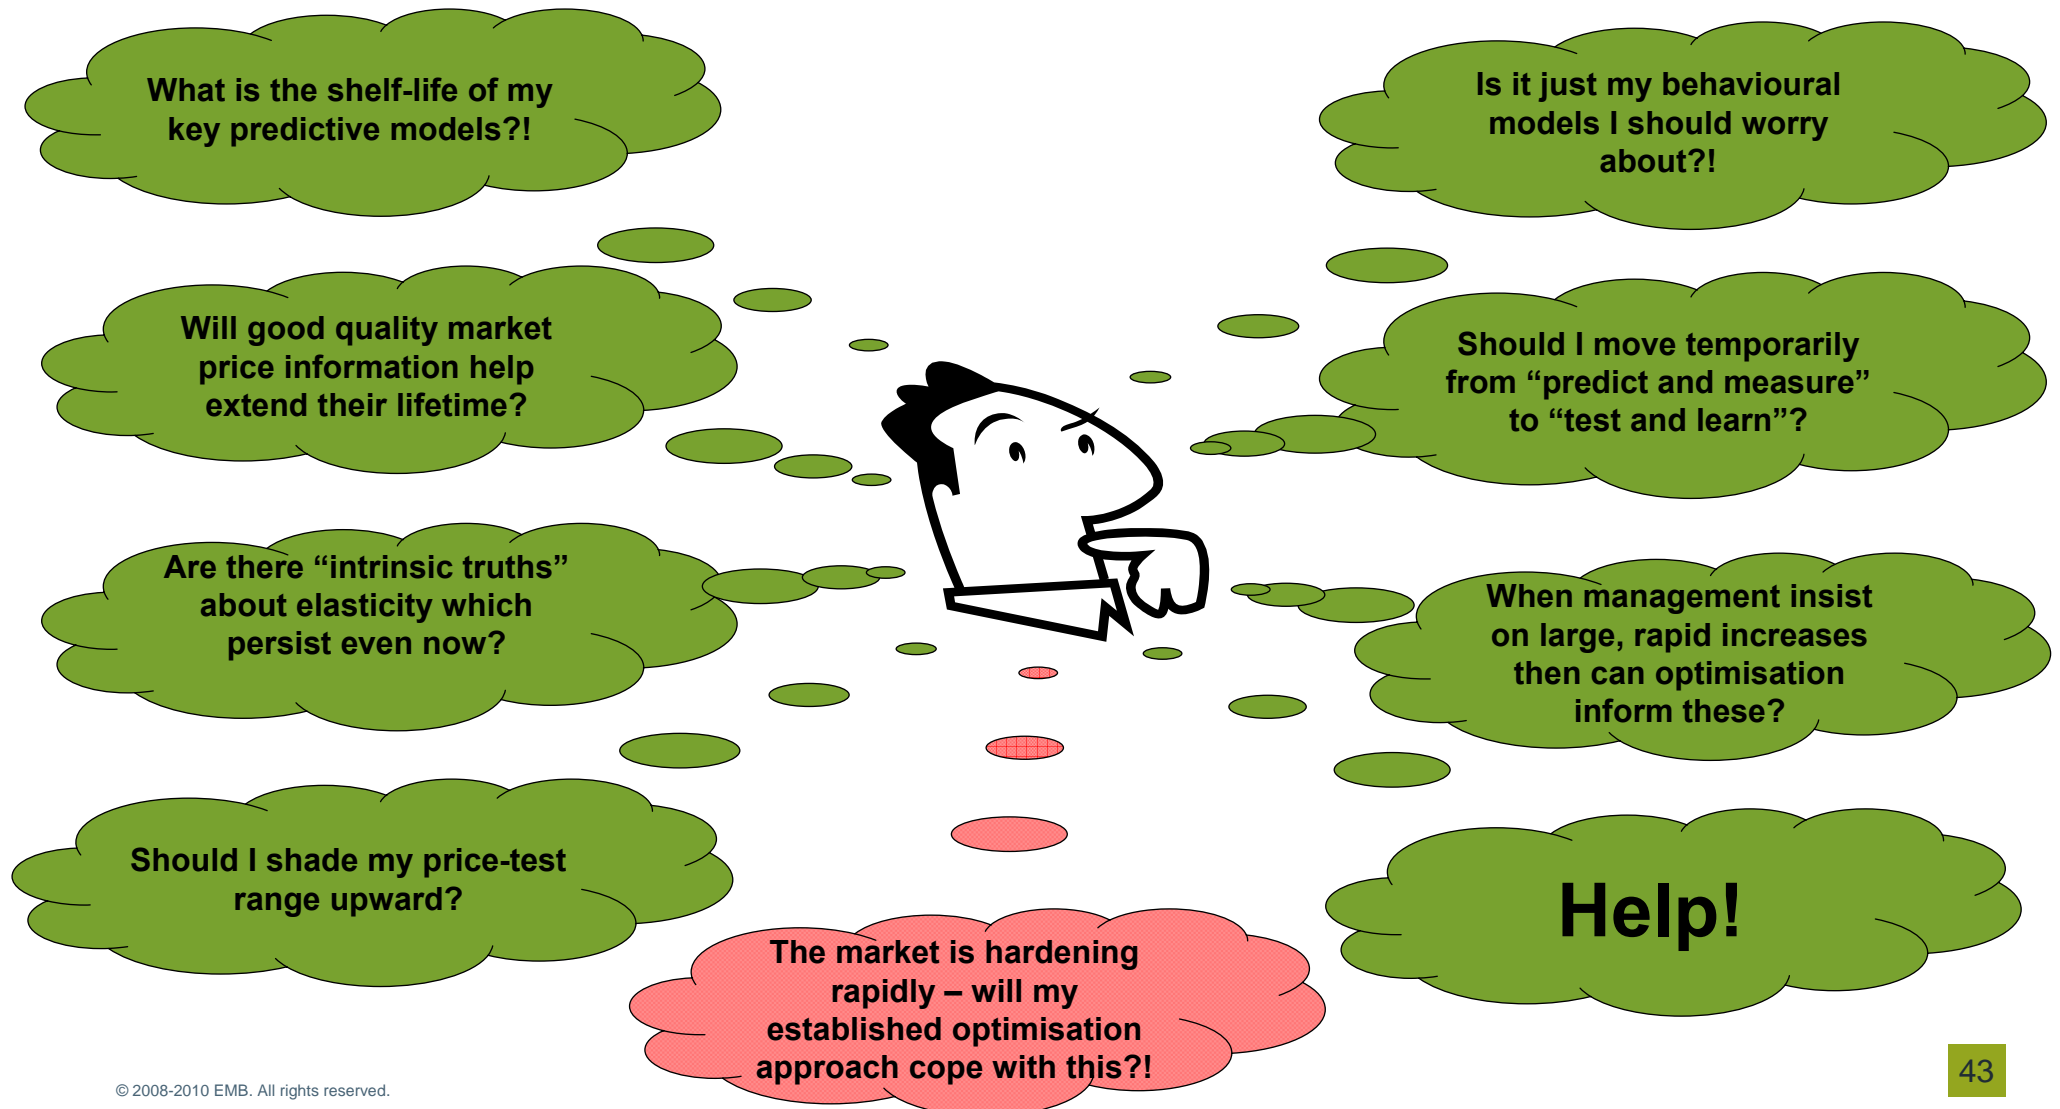 What is the shelf-life of my
key predictive models?!
Is it just my behavioural
models I should worry
about?!
Will good quality market
price information help
extend their lifetime?
Should I move temporarily
from “predict and measure”
to “test and learn”?
Are there “intrinsic truths”
about elasticity which
persist even now?
When management insist
on large, rapid increases
then can optimisation
inform these?
Should I shade my price-test
range upward?
Help!
The market is hardening
rapidly – will my
established optimisation
approach cope with this?!
© 2008-2010 EMB. All rights reserved.
43